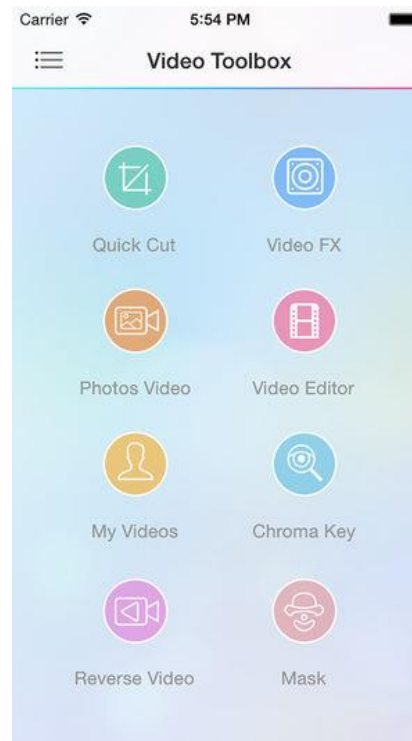 Carrier 5:54 PM
Video Toolbox
Quick Cut Video FX
Photos Video Video Editor
My Videos Chroma Key
Reverse Video Mask